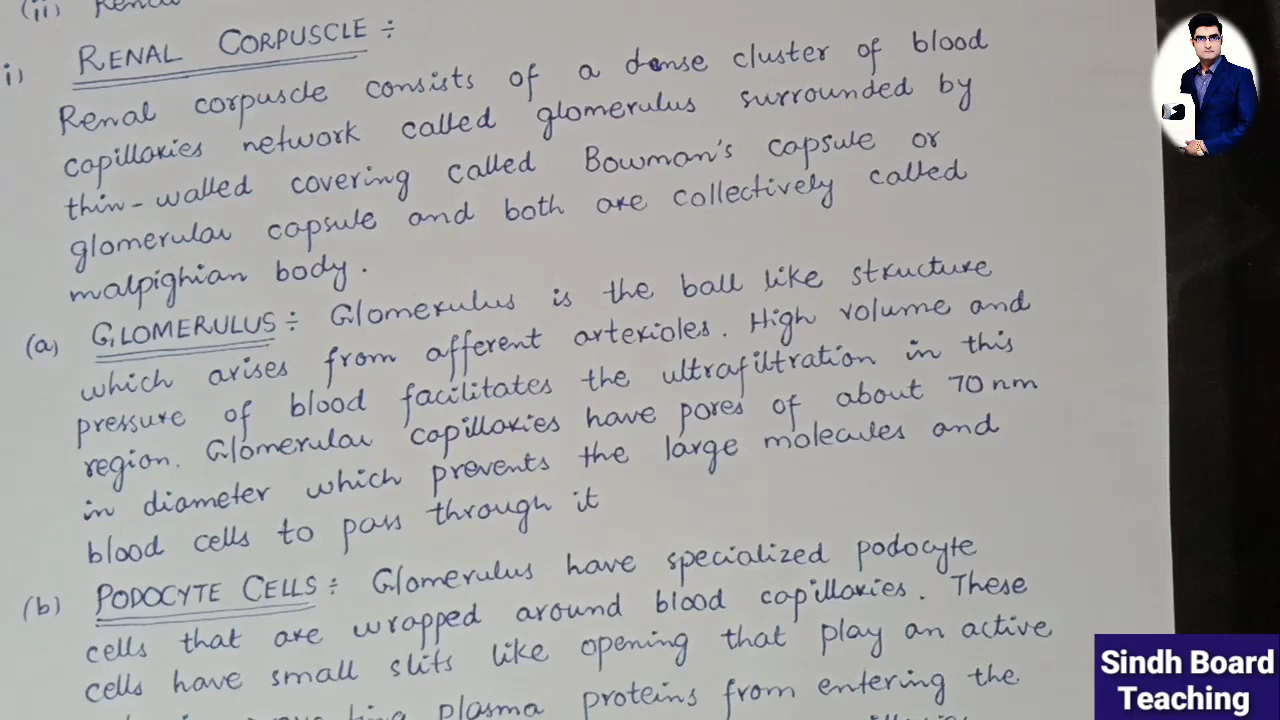 (ii) Renal
i) RENAL CORPUSCLE ÷
Renal corpuscle consists of a dense cluster of blood
capillaries network called glomerulus surrounded by
thin-walled covering called Bowman's capsule or
glomerular capsule and both are collectively called
malpighian body.
(a) GLOMERULUS ÷ Glomerulus is the ball like structure
which arises from afferent arterioles. High volume and
pressure of blood facilitates the ultrafiltration in this
region. Glomerular capillaries have pores of about 70 nm
in diameter which prevents the large molecules and
blood cells to pass through it
(b) PODOCYTE CELLS ÷ Glomerulus have specialized podocyte
cells that are wrapped around blood capillaries. These
cells have small slits like opening that play an active
plasma proteins from entering the
Sindh Board
Teaching